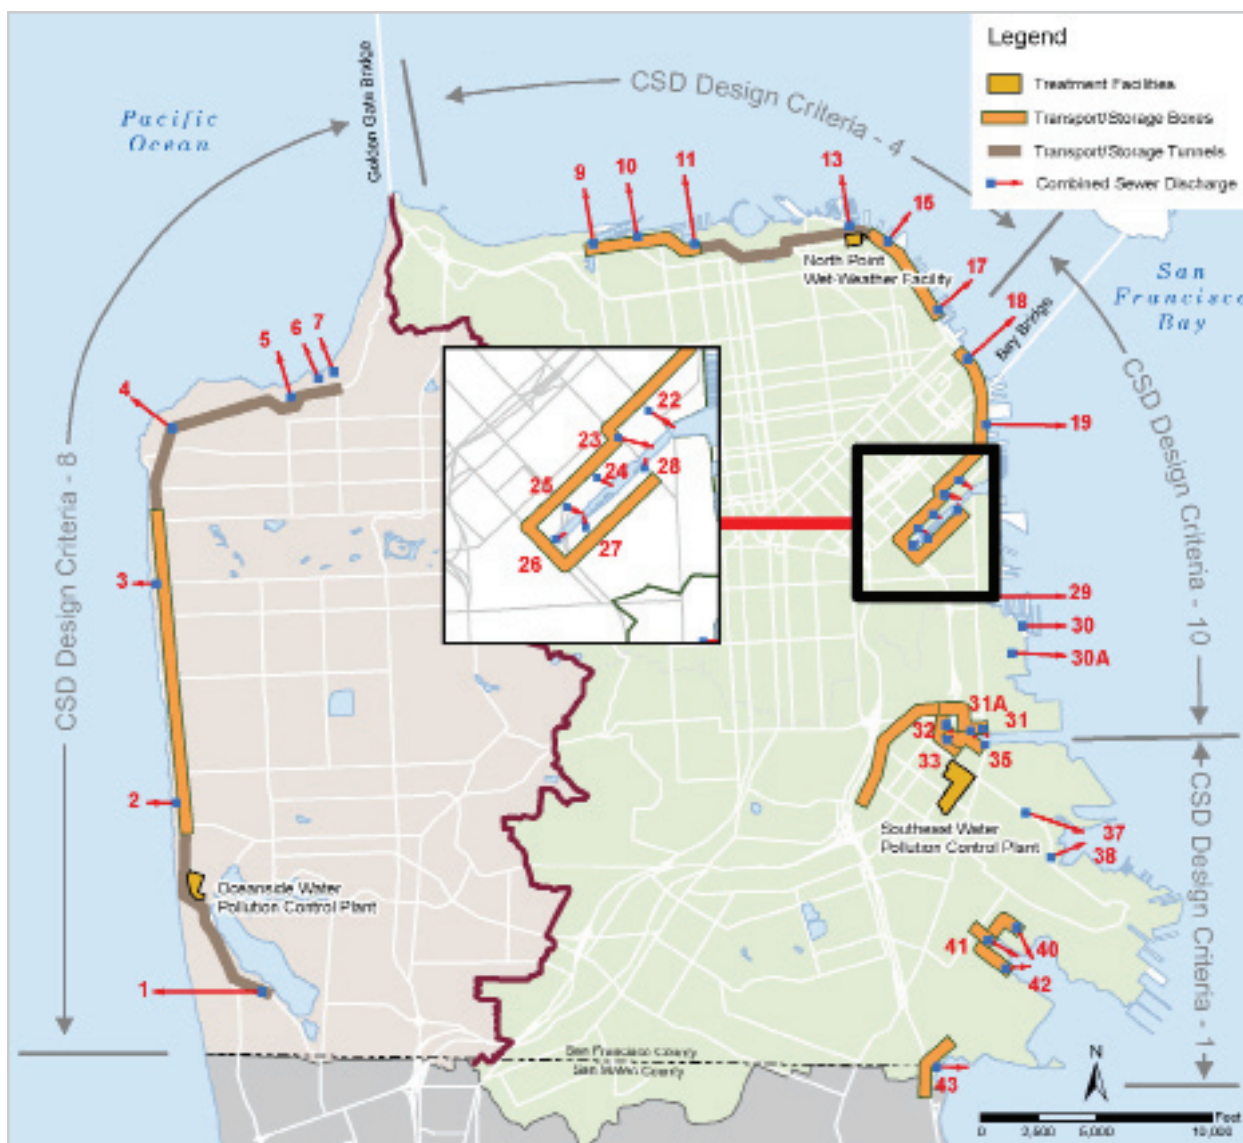 Legend
Treatment Facilities
Transport/Storage Boxes
Transport/Storage Tunnels
Combined Sewer Discharge
Pacific
Ocean
Golden Gate Bridge
CSD Design Criteria - 4
CSD Design Criteria - 8
CSD Design Criteria - 10
CSD Design Criteria - 1
San
Francisco
Bay
Bay Bridge
North Point
Wet-Weather Facility
Oceanside Water
Pollution Control Plant
Southeast Water
Pollution Control Plant
San Francisco County
San Mateo County
1
2
3
4
5
6
7
9
10
11
13
15
17
18
19
22
23
24
25
26
27
28
29
30
30A
31A
31
32
33
35
37
38
40
41
42
43
N
Feet
0
2,500
5,000
10,000